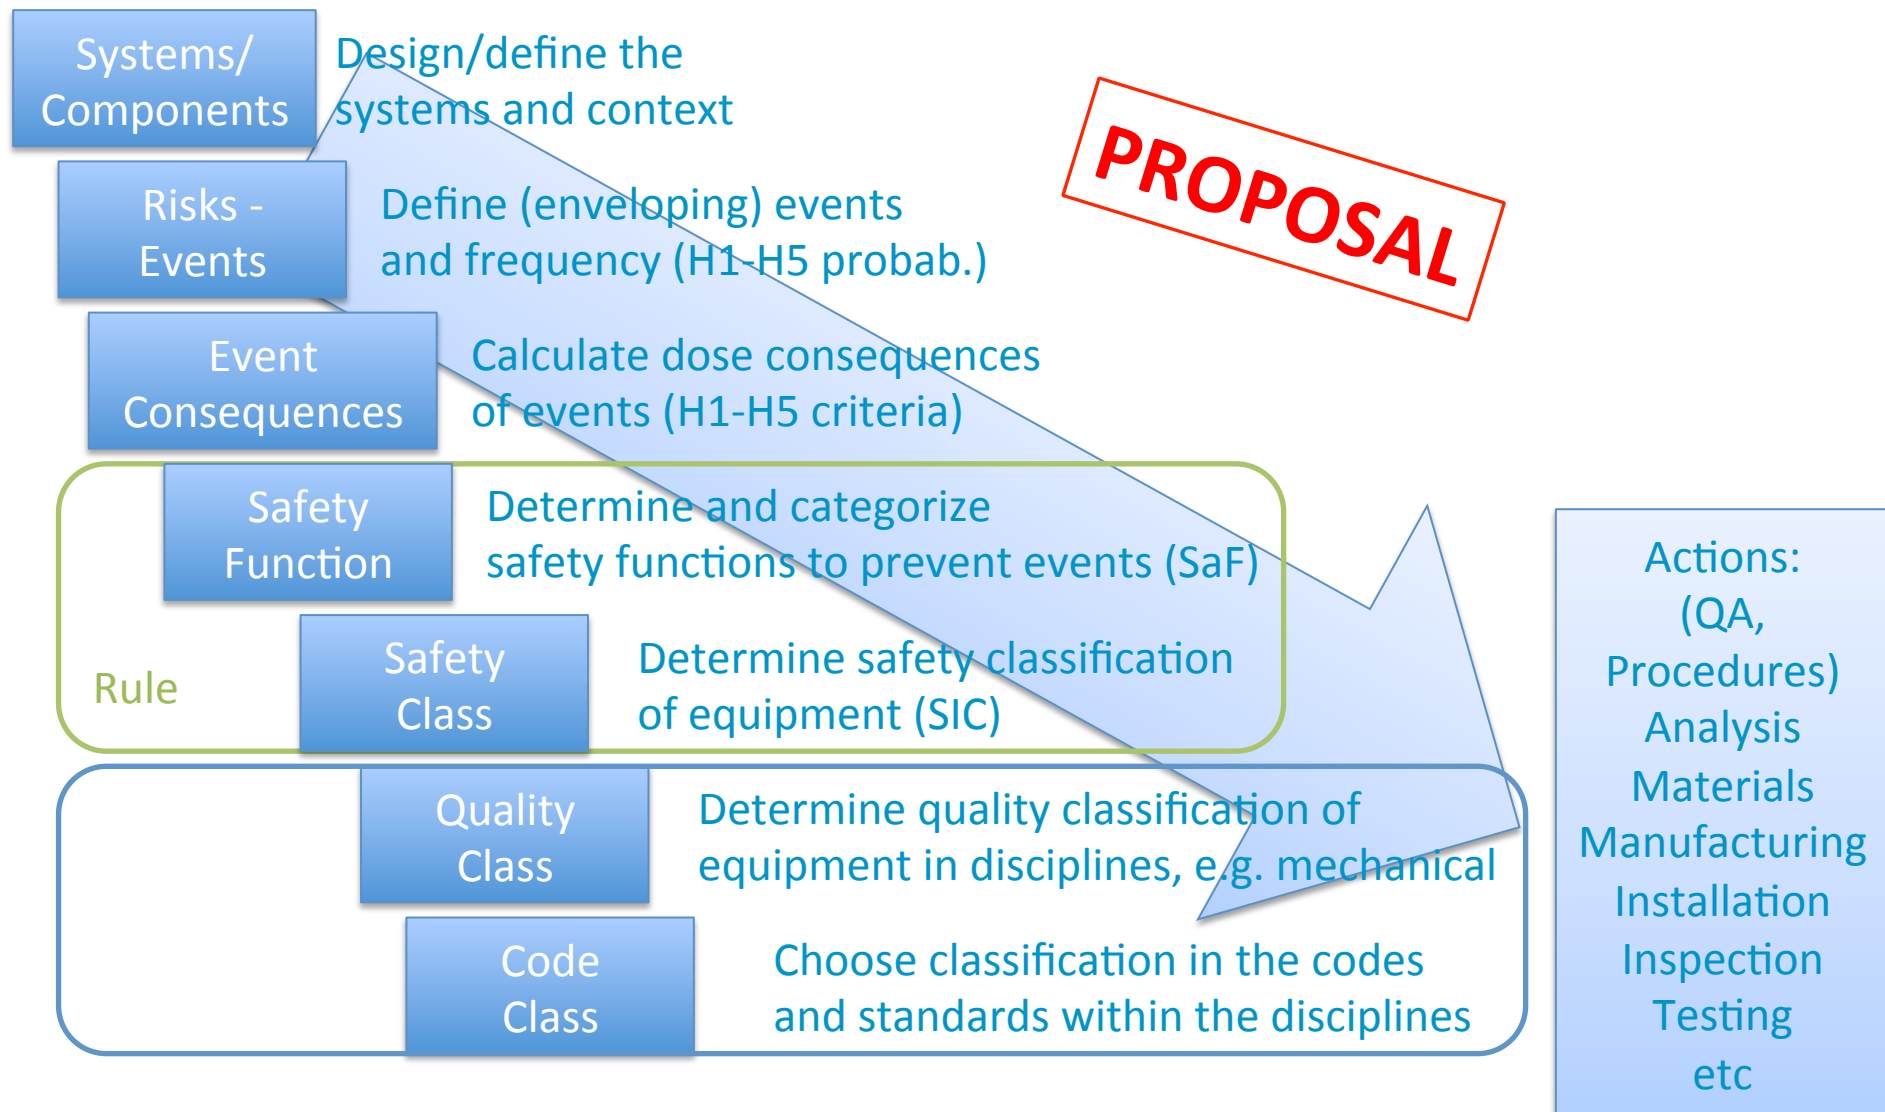 Systems/
Components
Design/define the
systems and context
PROPOSAL
Risks -
Events
Define (enveloping) events
and frequency (H1-H5 probab.)
Event
Consequences
Calculate dose consequences
of events (H1-H5 criteria)
Safety
Function
Determine and categorize
safety functions to prevent events (SaF)
Rule
Safety
Class
Determine safety classification
of equipment (SIC)
Quality
Class
Determine quality classification of
equipment in disciplines, e.g. mechanical
Code
Class
Choose classification in the codes
and standards within the disciplines
Actions:
(QA,
Procedures)
Analysis
Materials
Manufacturing
Installation
Inspection
Testing
etc